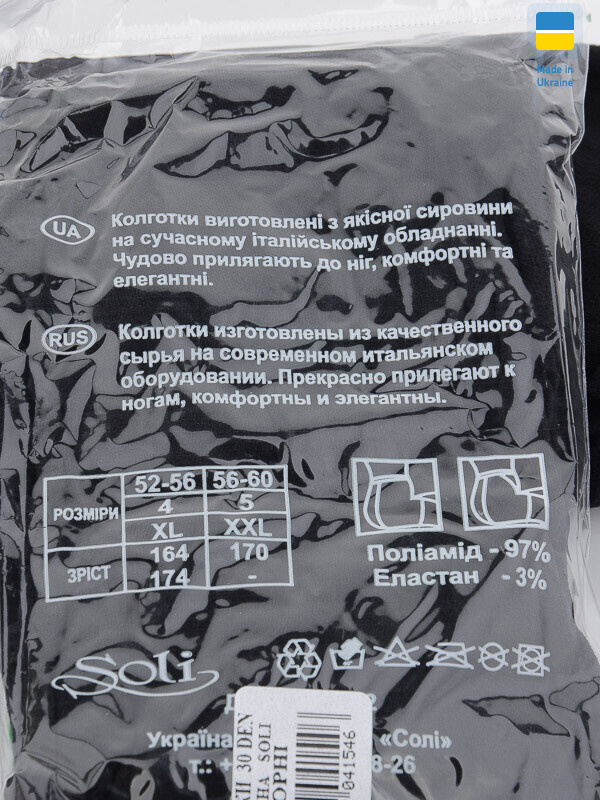 Made in
Ukraine
UA
Колготки виготовлені з якісної сировини
на сучасному італійському обладнанні.
Чудово прилягають до ніг, комфортні та
елегантні.
RUS
Колготки изготовлены из качественного
сырья на современном итальянском
оборудовании. Прекрасно прилегают к
ногам, комфортны и элегантны.
52-56 56-60
РОЗМІРИ 4 5
XL XXL
164 170
ЗРІСТ 174 -
Поліамід - 97%
Еластан - 3%
Soli
Україна «Солі»
т.: + 8-26
30 DEN
SOLI
041546